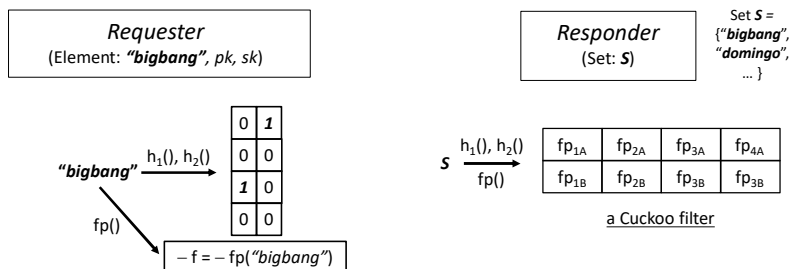 Requester
(Element: “bigbang”, pk, sk)
Responder
(Set: S)
Set S =
{“bigbang”,
“domingo”,
... }
“bigbang”
h1(), h2()
fp()
0 1
0 0
1 0
0 0
– f = – fp(“bigbang”)
S
h1(), h2()
fp()
fp1A fp2A fp3A fp4A
fp1B fp2B fp3B fp3B
a Cuckoo filter